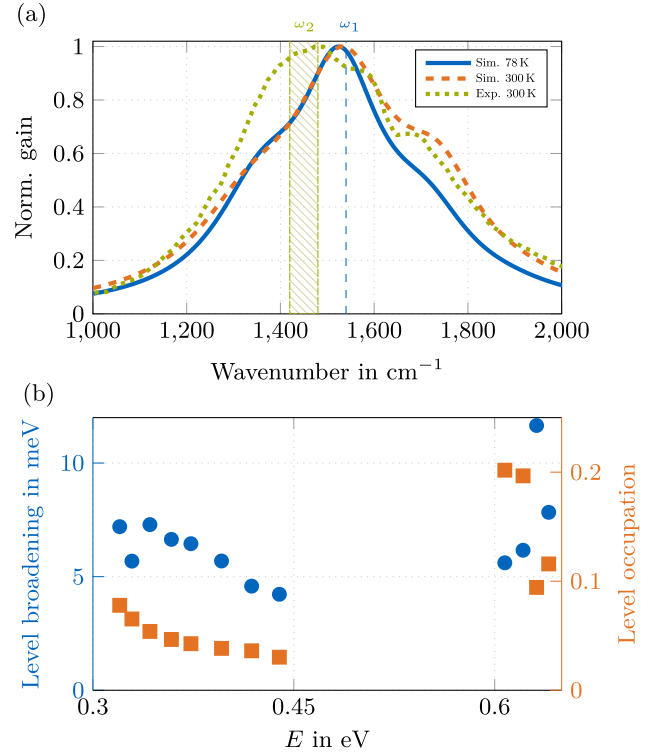 (a)
ω₂ ω₁
1
0.8
0.6
0.4
0.2
0
Norm. gain
Sim. 78 K
Sim. 300 K
Exp. 300 K
1,000 1,200 1,400 1,600 1,800 2,000
Wavenumber in cm⁻¹
(b)
Level broadening in meV
10
5
0
0.2
0.1
0
Level occupation
0.3 0.45 0.6
E in eV